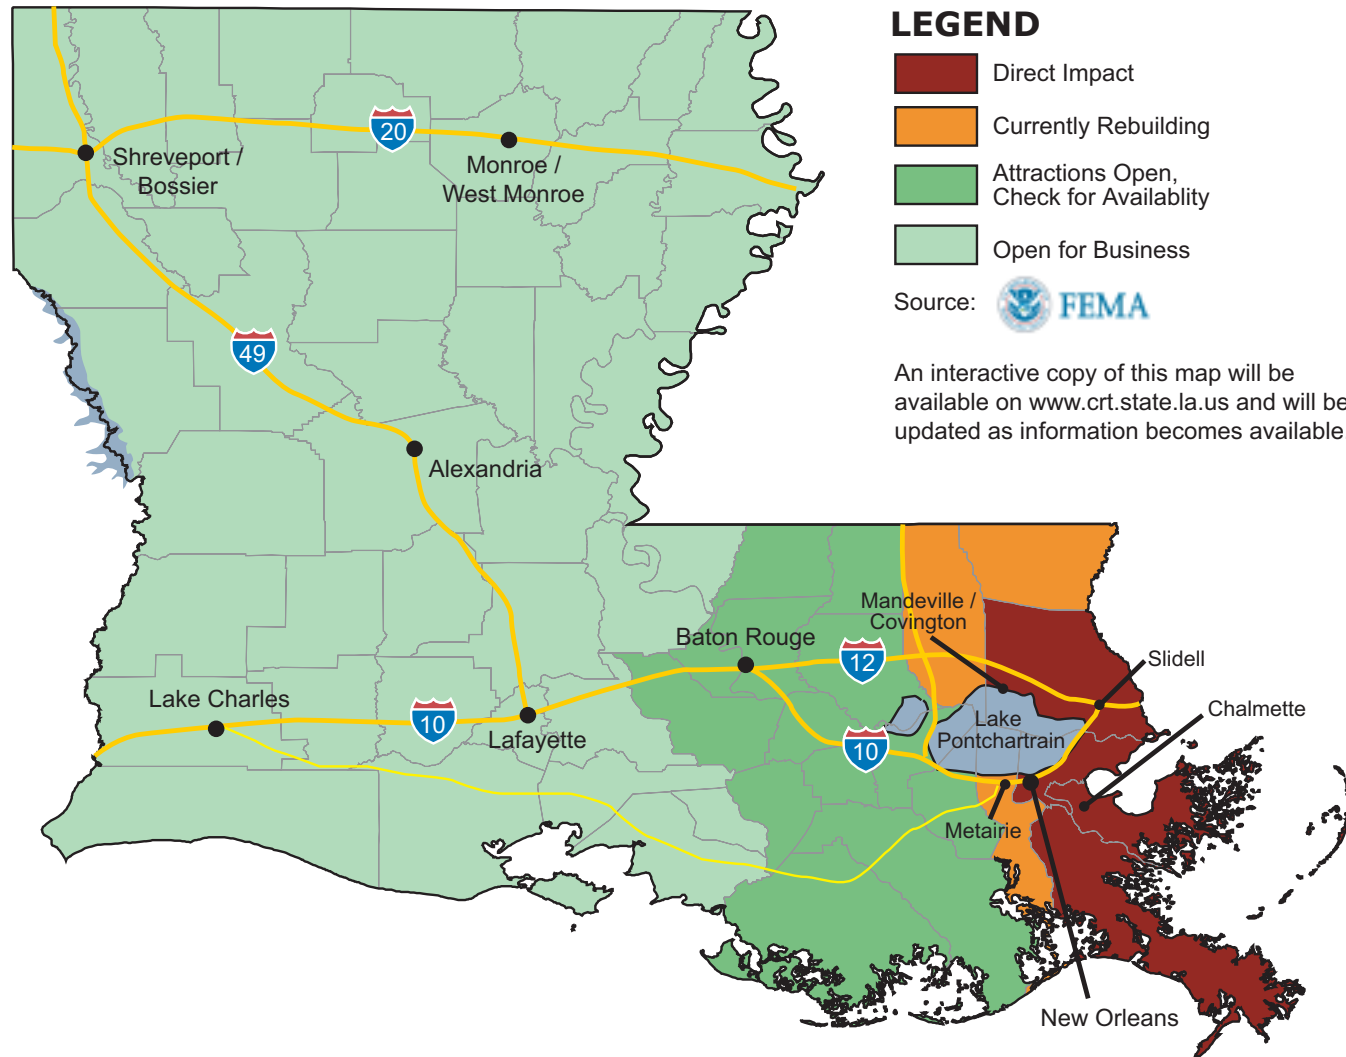 LEGEND
Direct Impact
Currently Rebuilding
Attractions Open,
Check for Availablity
Open for Business
Source:
FEMA
An interactive copy of this map will be
available on www.crt.state.la.us and will be
updated as information becomes available.
20
Shreveport /
Bossier
Monroe /
West Monroe
49
Alexandria
Mandeville /
Covington
Baton Rouge
12
Slidell
Lake Charles
10
Lafayette
Chalmette
Lake
Pontchartrain
10
Metairie
New Orleans